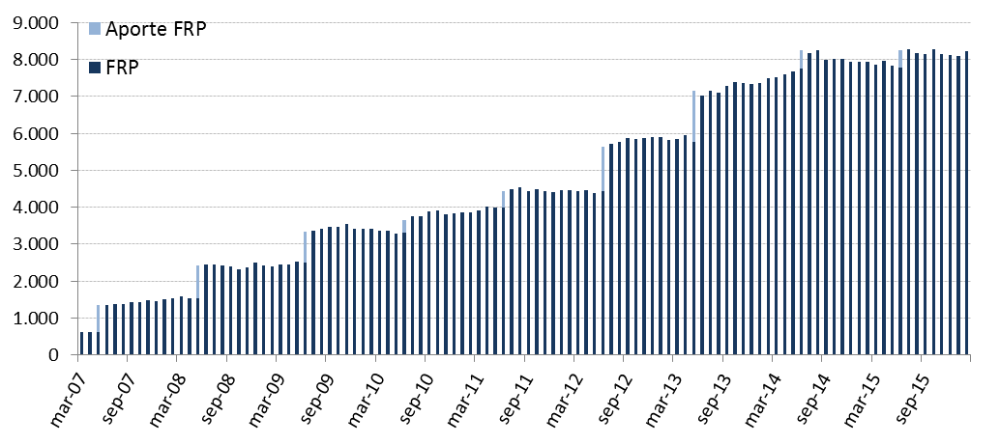 9.000
Aporte FRP
8.000
FRP
7.000
6.000
5.000
4.000
3.000
2.000
1.000
0
mar-07
sep-07
mar-08
sep-08
mar-09
sep-09
mar-10
sep-10
mar-11
sep-11
mar-12
sep-12
mar-13
sep-13
mar-14
sep-14
mar-15
sep-15